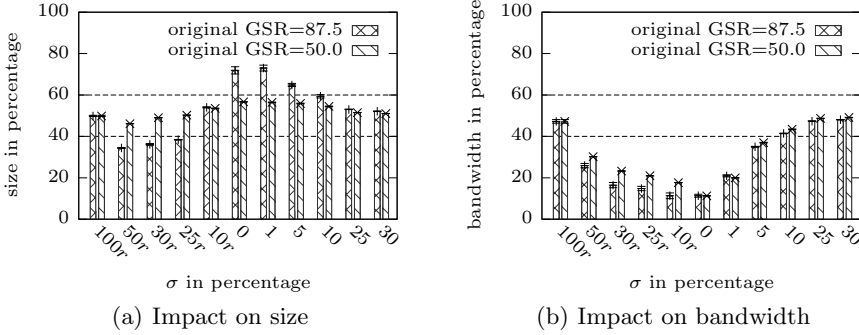 100
80
60
40
20
0
size in percentage
original GSR=87.5
original GSR=50.0
100r 50r 30r 25r 10r 0 1 5 10 25 30
σ in percentage
(a) Impact on size
100
80
60
40
20
0
bandwidth in percentage
original GSR=87.5
original GSR=50.0
100r 50r 30r 25r 10r 0 1 5 10 25 30
σ in percentage
(b) Impact on bandwidth